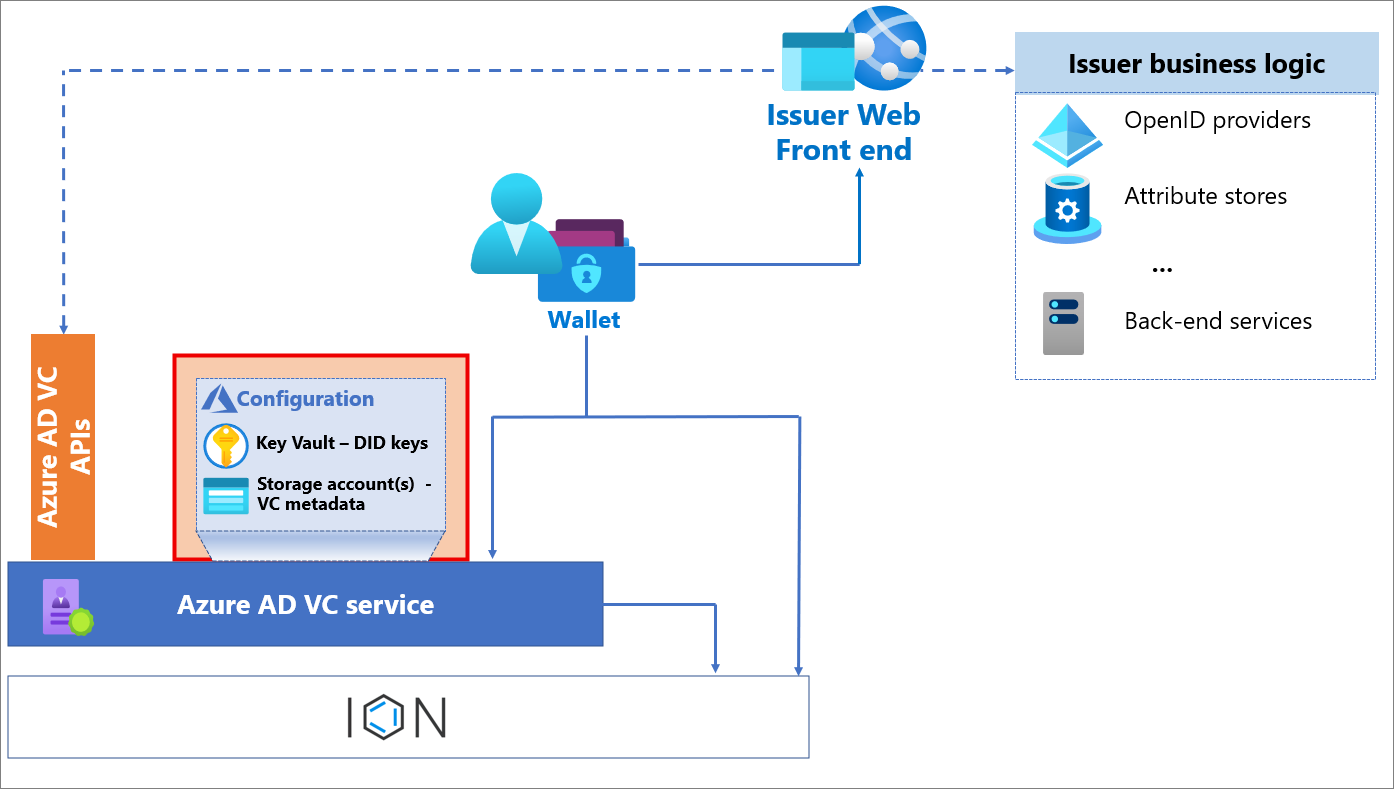 Issuer Web
Front end
Issuer business logic
OpenID providers
Attribute stores
...
Back-end services
Wallet
Azure AD VC
APIs
Configuration
Key Vault – DID keys
Storage account(s)  -
VC metadata
Azure AD VC service
ION